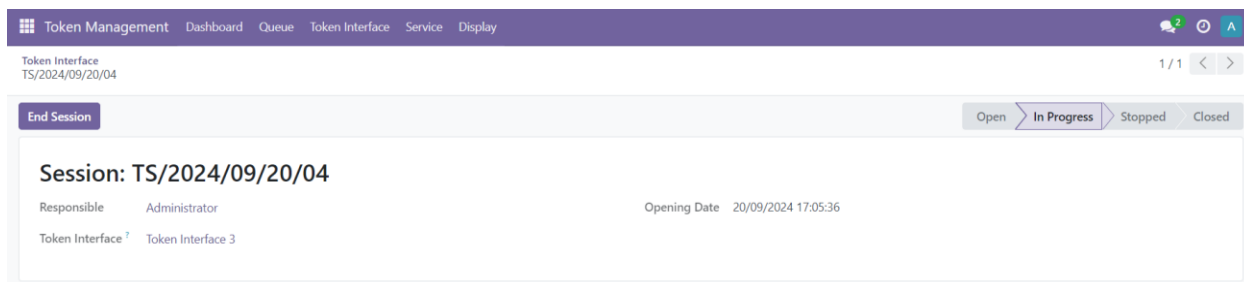 Token Management Dashboard Queue Token Interface Service Display 2 A
Token Interface
TS/2024/09/20/04
1 / 1
End Session Open In Progress Stopped Closed
Session: TS/2024/09/20/04
Responsible Administrator Opening Date 20/09/2024 17:05:36
Token Interface ? Token Interface 3